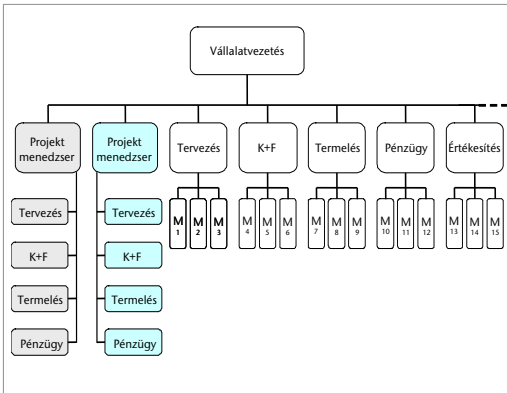 Vállalatvezetés
Projekt
menedzser
Projekt
menedzser
Tervezés
K+F
Termelés
Pénzügy
Értékesítés
Tervezés
K+F
Termelés
Pénzügy
Tervezés
K+F
Termelés
Pénzügy
M
1
M
2
M
3
M
4
M
5
M
6
M
7
M
8
M
9
M
10
M
11
M
12
M
13
M
14
M
15